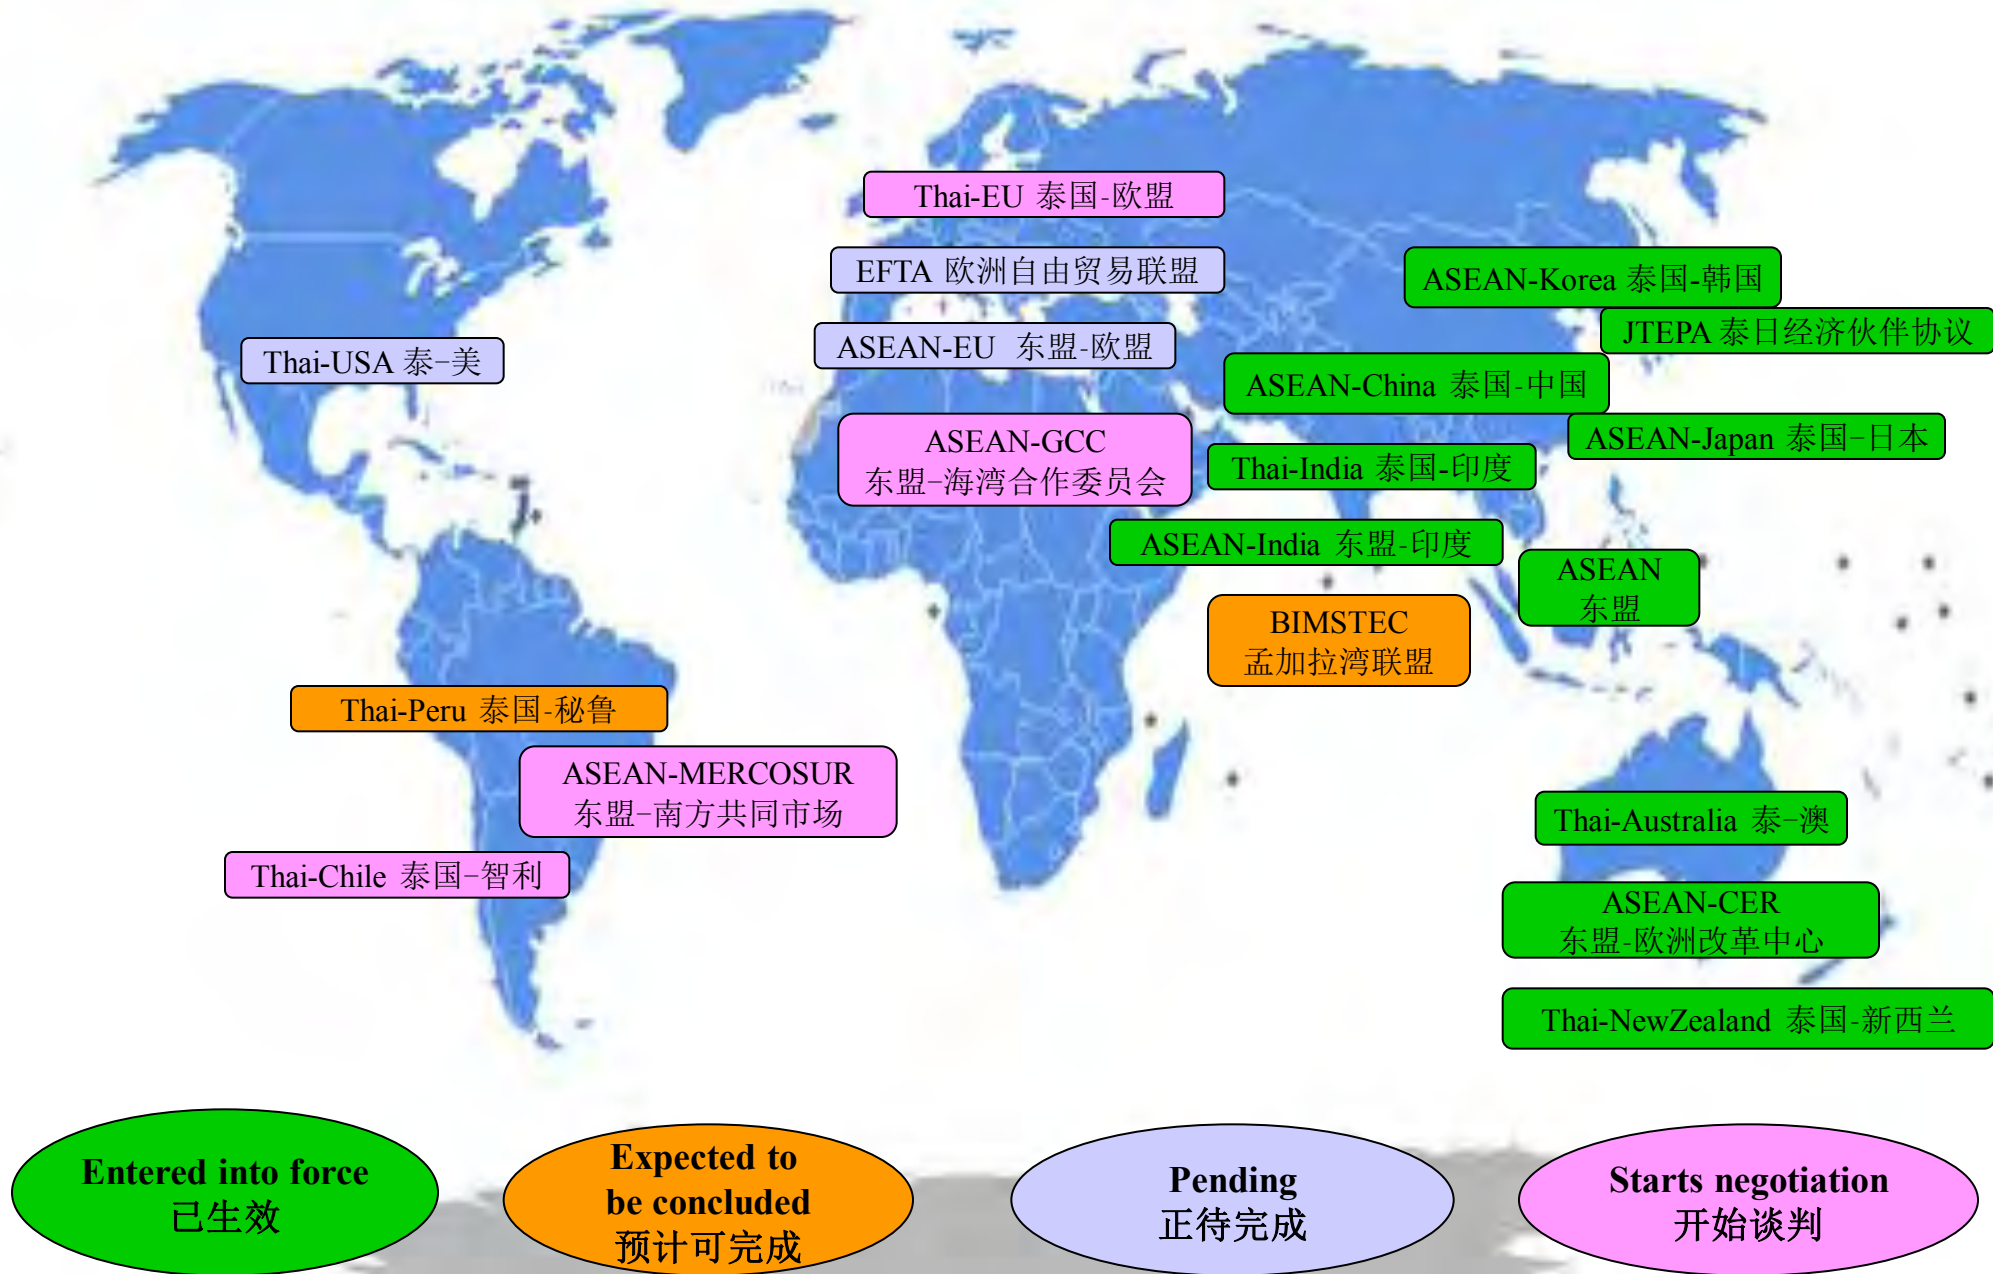 Thai-EU 泰国-欧盟
EFTA 欧洲自由贸易联盟
ASEAN-Korea 泰国-韩国
JTEPA 泰日经济伙伴协议
Thai-USA 泰-美
ASEAN-EU 东盟-欧盟
ASEAN-China 泰国-中国
ASEAN-GCC
东盟-海湾合作委员会
ASEAN-Japan 泰国-日本
Thai-India 泰国-印度
ASEAN-India 东盟-印度
ASEAN
东盟
BIMSTEC
孟加拉湾联盟
Thai-Peru 泰国-秘鲁
ASEAN-MERCOSUR
东盟-南方共同市场
Thai-Australia 泰-澳
Thai-Chile 泰国-智利
ASEAN-CER
东盟-欧洲改革中心
Thai-NewZealand 泰国-新西兰
Entered into force
已生效
Expected to
be concluded
预计可完成
Pending
正待完成
Starts negotiation
开始谈判